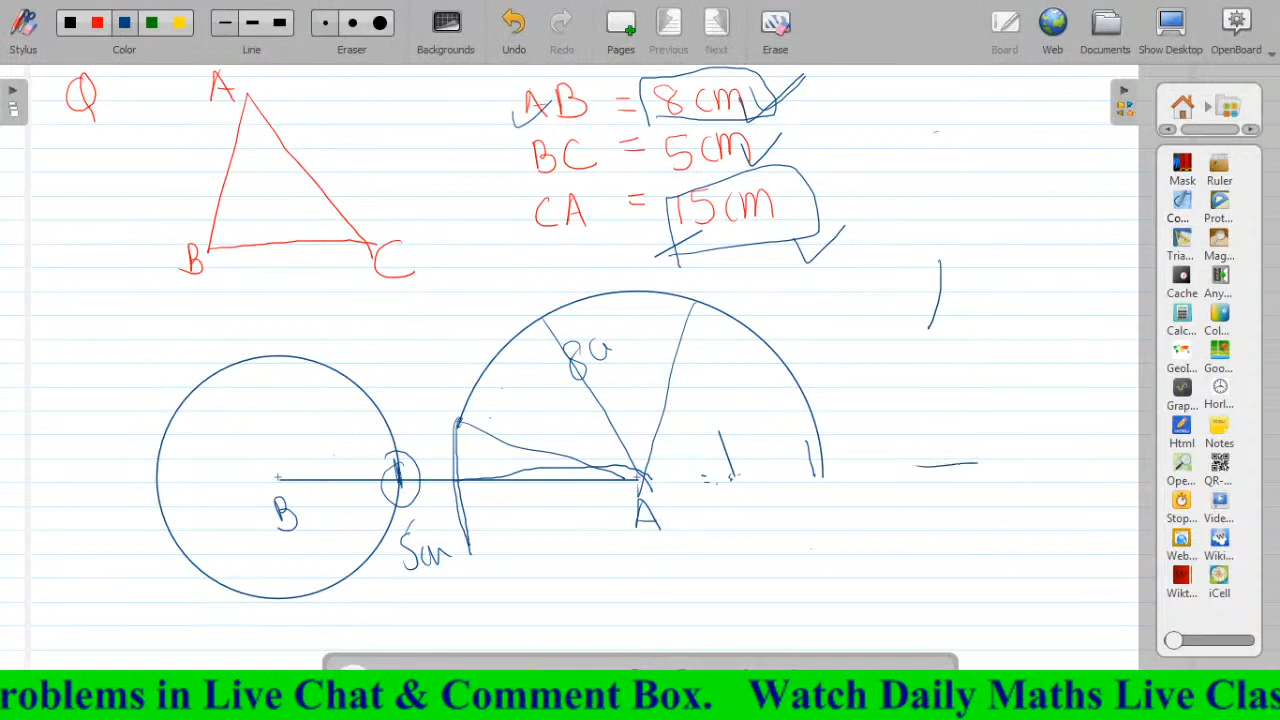 Stylus
Color
Line
Eraser
Backgrounds
Undo
Redo
Pages
Previous
Next
Erase
Board
Web
Documents
Show Desktop
OpenBoard
Q
A
B
C
AB = 8 cm
BC = 5 cm
CA = 15 cm
8c
B
A
5cm
Mask
Ruler
Co...
Prot...
Tria...
Mag...
Cache
Any...
Calc...
Col...
Geol...
Goo...
Grap...
Horl...
Html
Notes
Ope...
QR-...
Stop...
Vide...
Web...
Wiki...
Wikt...
iCell
roblems in Live Chat & Comment Box. Watch Daily Maths Live Clas